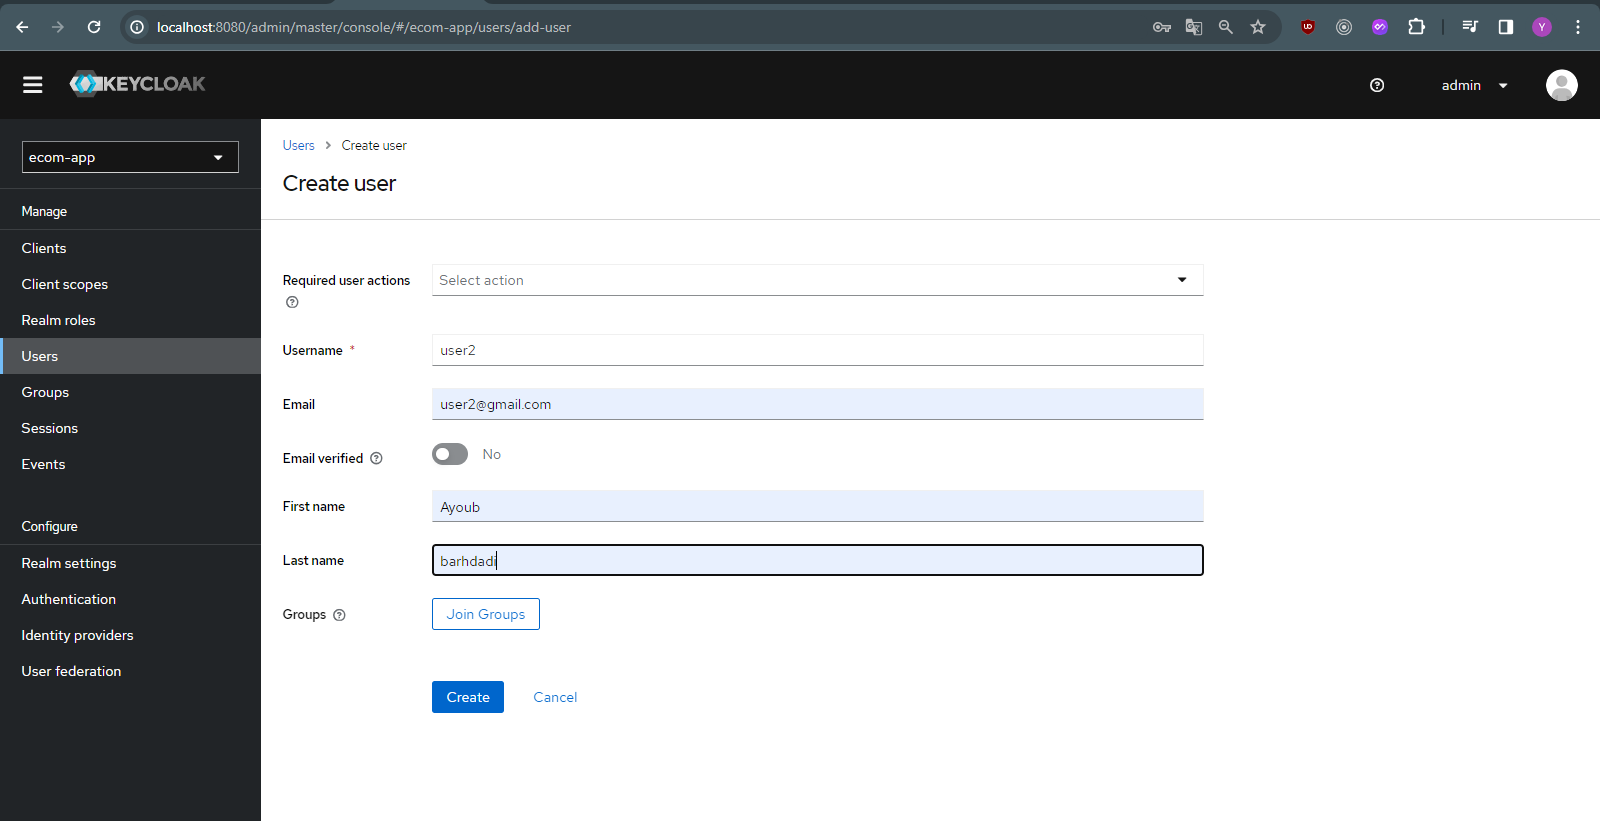 localhost:8080/admin/master/console/#/ecom-app/users/add-user
Y
KEYCLOAK
admin
ecom-app
Manage
Clients
Client scopes
Realm roles
Users
Groups
Sessions
Events
Configure
Realm settings
Authentication
Identity providers
User federation
Users > Create user
Create user
Required user actions
Select action
Username *
user2
Email
user2@gmail.com
Email verified
No
First name
Ayoub
Last name
barhdadi
Groups
Join Groups
Create
Cancel